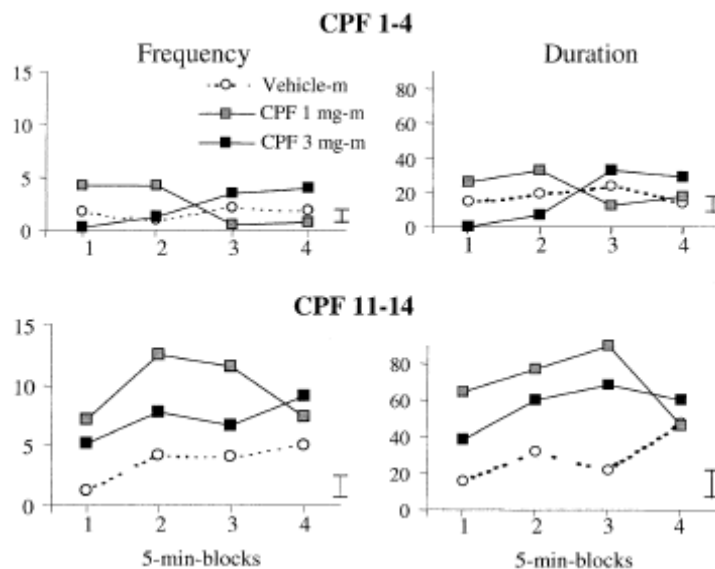 CPF 1-4
Frequency
Duration
15
10
5
0
1 2 3 4
Vehicle-m
CPF 1 mg-m
CPF 3 mg-m
80
60
40
20
0
1 2 3 4
CPF 11-14
15
10
5
0
1 2 3 4
5-min-blocks
80
60
40
20
0
1 2 3 4
5-min-blocks